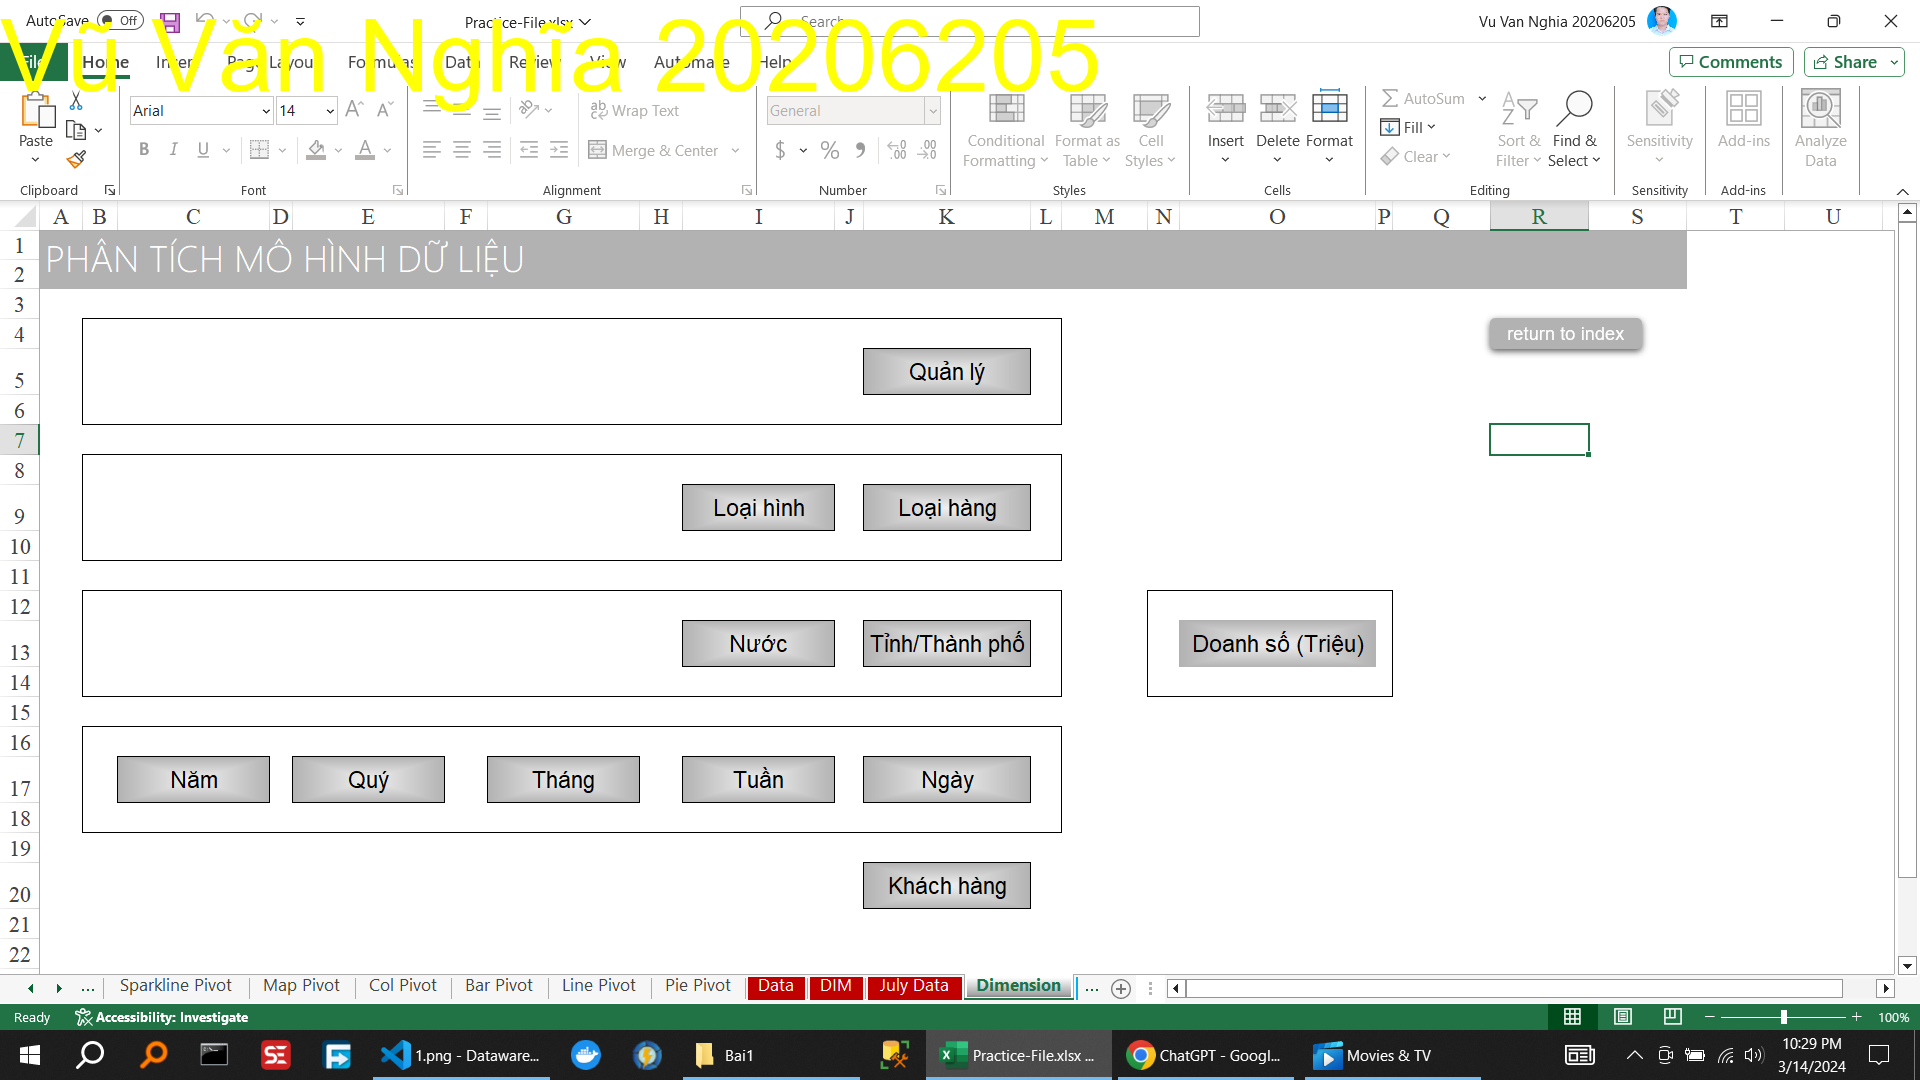 AutoSave Off Practice-File.xlsx Search Vu Van Nghia 20206205
Vũ Văn Nghĩa 20206205
File Home Insert Page Layout Formulas Data Review View Automate Help Comments Share
Paste Arial 14 Wrap Text General AutoSum
B I U Merge & Center $ % Conditional Formatting Format as Table Cell Styles Insert Delete Format Fill Clear Sort & Filter Find & Select Sensitivity Add-ins Analyze Data
Clipboard Font Alignment Number Styles Cells Editing Sensitivity Add-ins
A B C D E F G H I J K L M N O P Q R S T U
1
PHÂN TÍCH MÔ HÌNH DỮ LIỆU
2
3
4 return to index
5 Quản lý
6
7
8
9 Loại hình Loại hàng
10
11
12
13 Nước Tỉnh/Thành phố Doanh số (Triệu)
14
15
16
17 Năm Quý Tháng Tuần Ngày
18
19
20 Khách hàng
21
22
... Sparkline Pivot Map Pivot Col Pivot Bar Pivot Line Pivot Pie Pivot Data DIM July Data Dimension ...
Ready Accessibility: Investigate 100%
1.png - Dataware... Bai1 Practice-File.xlsx ... ChatGPT - Googl... Movies & TV 10:29 PM
3/14/2024